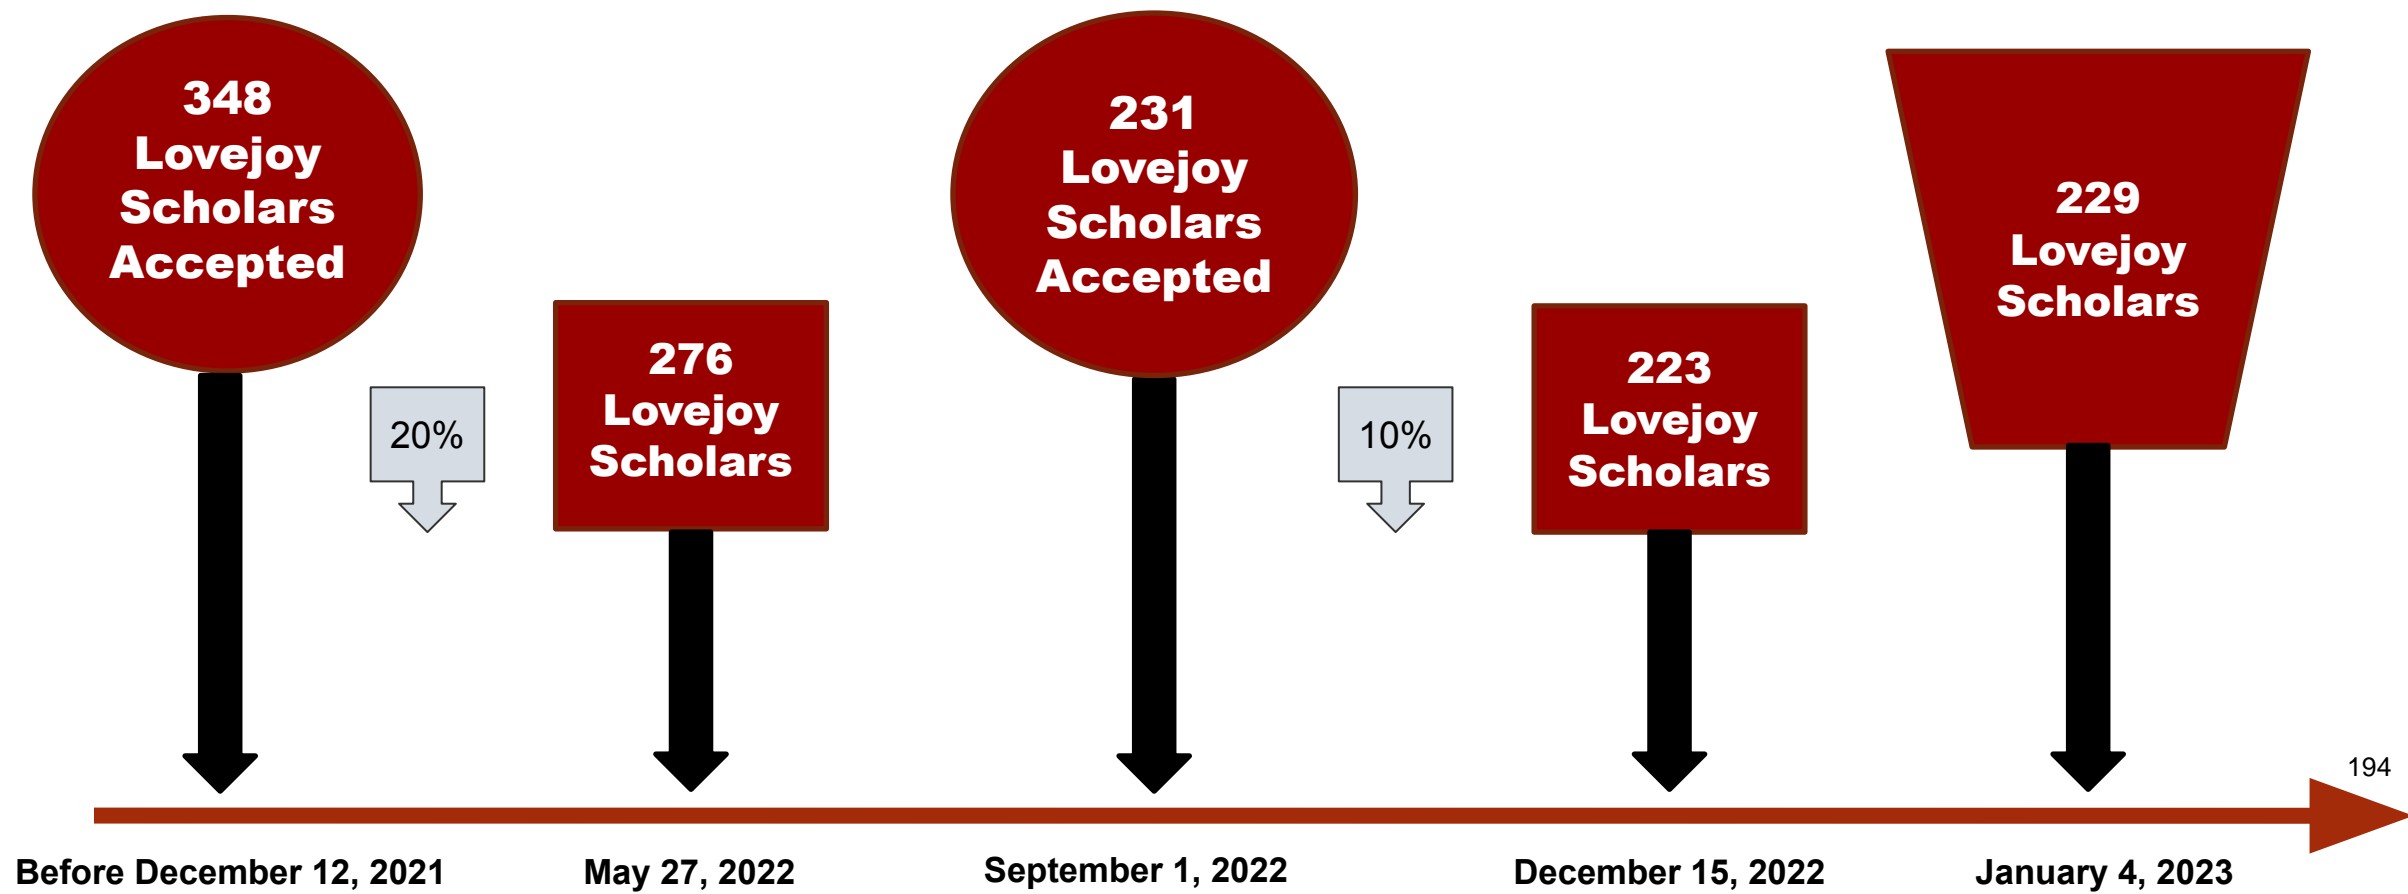 348
Lovejoy
Scholars
Accepted
20%
276
Lovejoy
Scholars
231
Lovejoy
Scholars
Accepted
10%
223
Lovejoy
Scholars
229
Lovejoy
Scholars
194
Before December 12, 2021
May 27, 2022
September 1, 2022
December 15, 2022
January 4, 2023